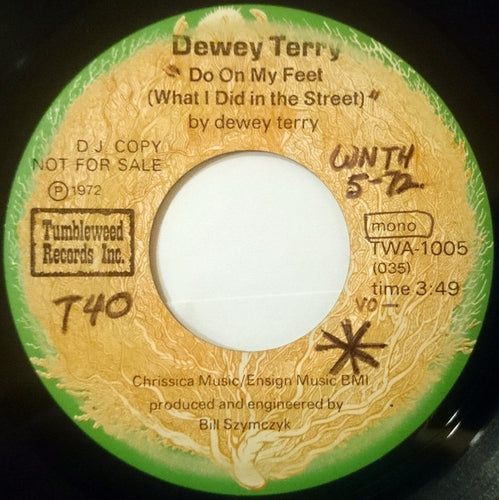 Dewey Terry
"Do On My Feet
(What I Did in the Street)"
by dewey terry
D J COPY
NOT FOR SALE
℗ 1972
Tumbleweed
Records Inc.
T40
WNTH
5-72
mono
TWA-1005
(035)
time 3:49
VO-
Chrissica Music/Ensign Music BMI
produced and engineered by
Bill Szymczyk